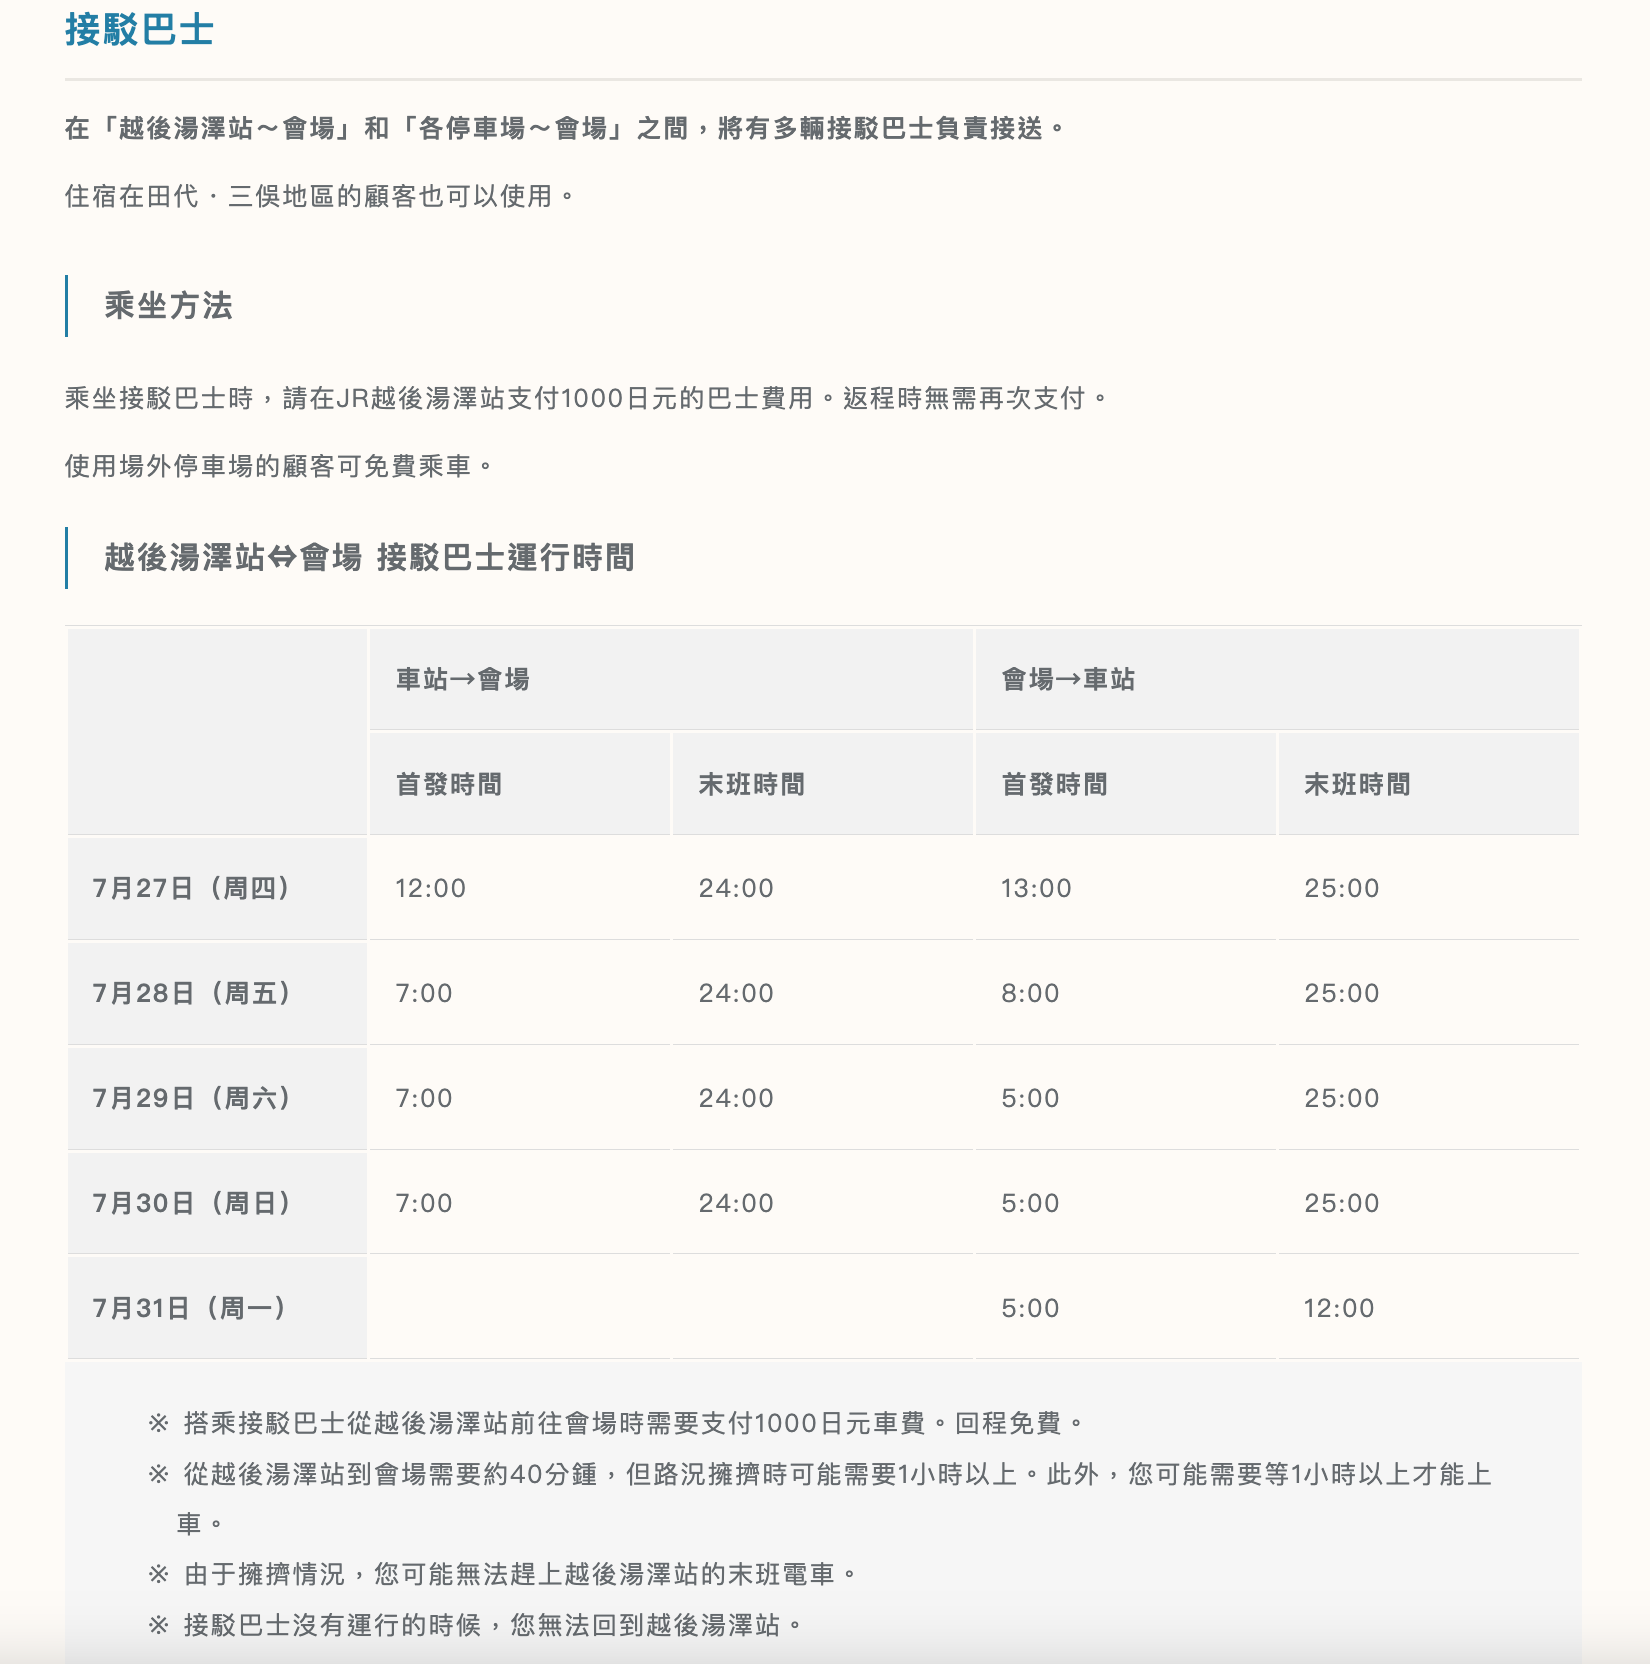 接駁巴士
在「越後湯澤站～會場」和「各停車場～會場」之間，將有多輛接駁巴士負責接送。
住宿在田代・三俁地區的顧客也可以使用。
乘坐方法
乘坐接駁巴士時，請在JR越後湯澤站支付1000日元的巴士費用。返程時無需再次支付。
使用場外停車場的顧客可免費乘車。
越後湯澤站⇔會場 接駁巴士運行時間
車站→會場 會場→車站
首發時間 末班時間 首發時間 末班時間
7月27日（周四） 12:00 24:00 13:00 25:00
7月28日（周五） 7:00 24:00 8:00 25:00
7月29日（周六） 7:00 24:00 5:00 25:00
7月30日（周日） 7:00 24:00 5:00 25:00
7月31日（周一） 5:00 12:00
※ 搭乘接駁巴士從越後湯澤站前往會場時需要支付1000日元車費。回程免費。
※ 從越後湯澤站到會場需要約40分鍾，但路況擁擠時可能需要1小時以上。此外，您可能需要等1小時以上才能上
車。
※ 由于擁擠情況，您可能無法趕上越後湯澤站的末班電車。
※ 接駁巴士沒有運行的時候，您無法回到越後湯澤站。